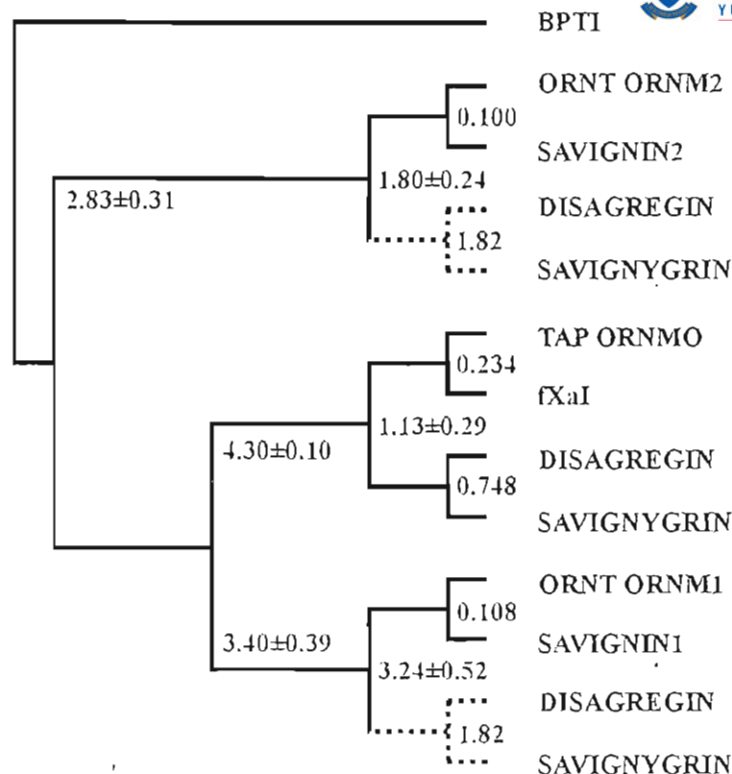 BPTI
ORNT ORNM2
0.100
SAVIGNIN2
1.80±0.24
2.83±0.31
DISAGREGIN
1.82
SAVIGNYGRIN
TAP ORNMO
0.234
fXaI
1.13±0.29
4.30±0.10
DISAGREGIN
0.748
SAVIGNYGRIN
ORNT ORNM1
0.108
SAVIGNIN1
3.40±0.39
3.24±0.52
DISAGREGIN
1.82
SAVIGNYGRIN